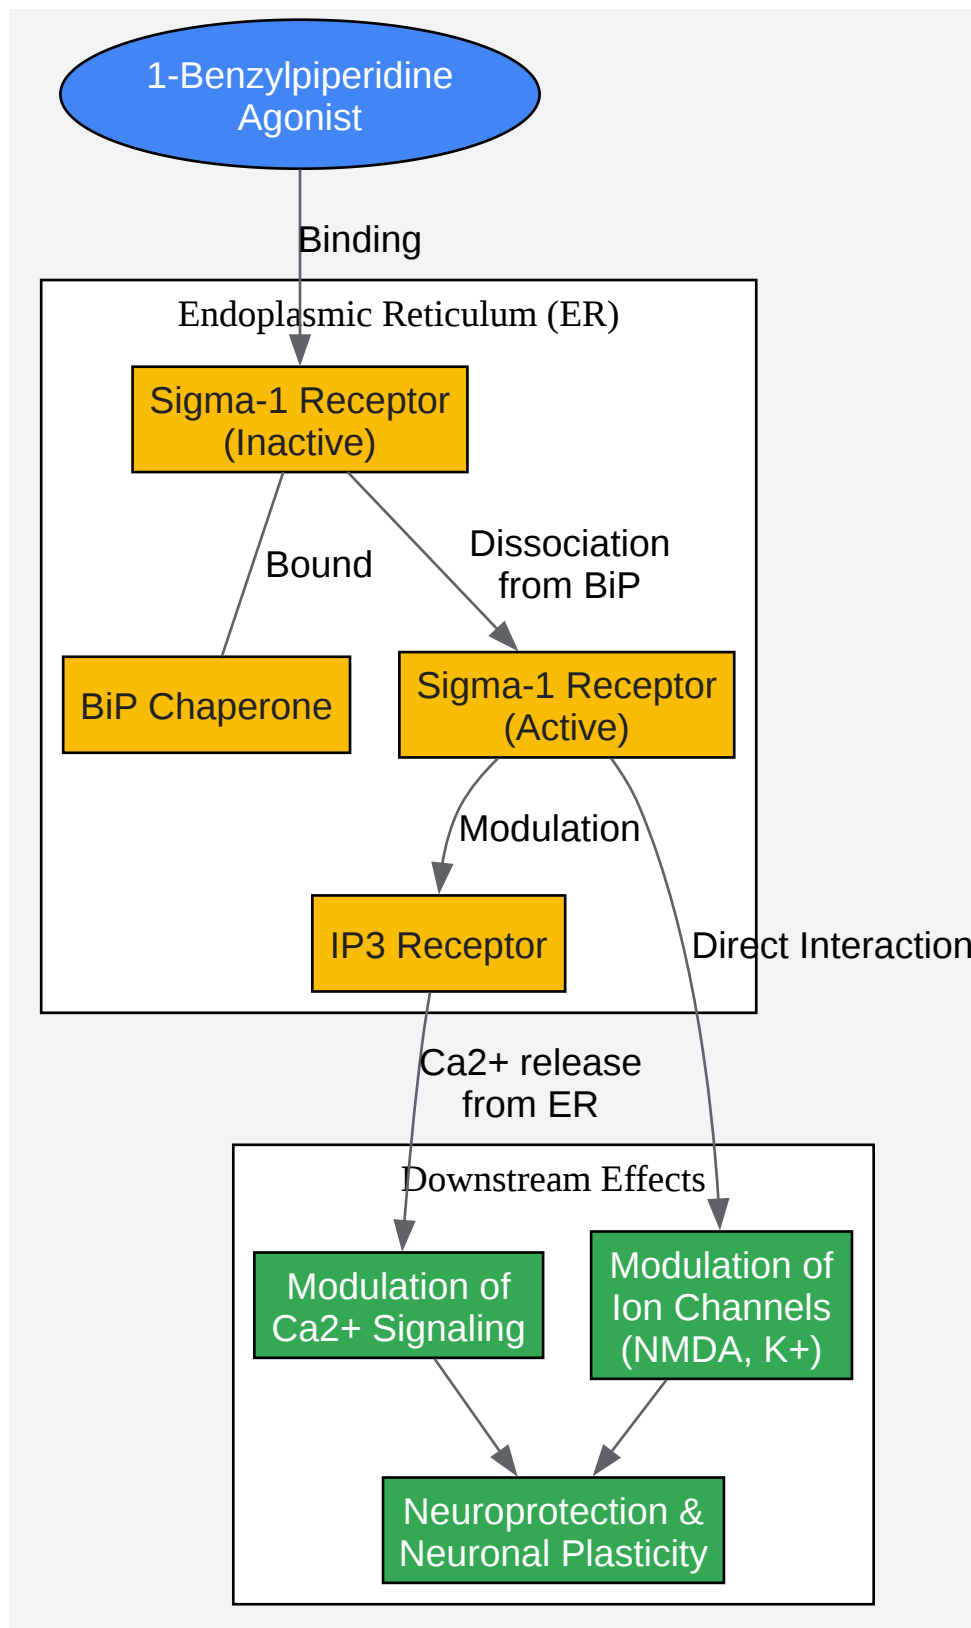 1-Benzylpiperidine
Agonist
Binding
Endoplasmic Reticulum (ER)
Sigma-1 Receptor
(Inactive)
Dissociation
from BiP
Bound
BiP Chaperone
Sigma-1 Receptor
(Active)
Modulation
IP3 Receptor
Direct Interaction
Ca2+ release
from ER
Downstream Effects
Modulation of
Ca2+ Signaling
Modulation of
Ion Channels
(NMDA, K+)
Neuroprotection &
Neuronal Plasticity